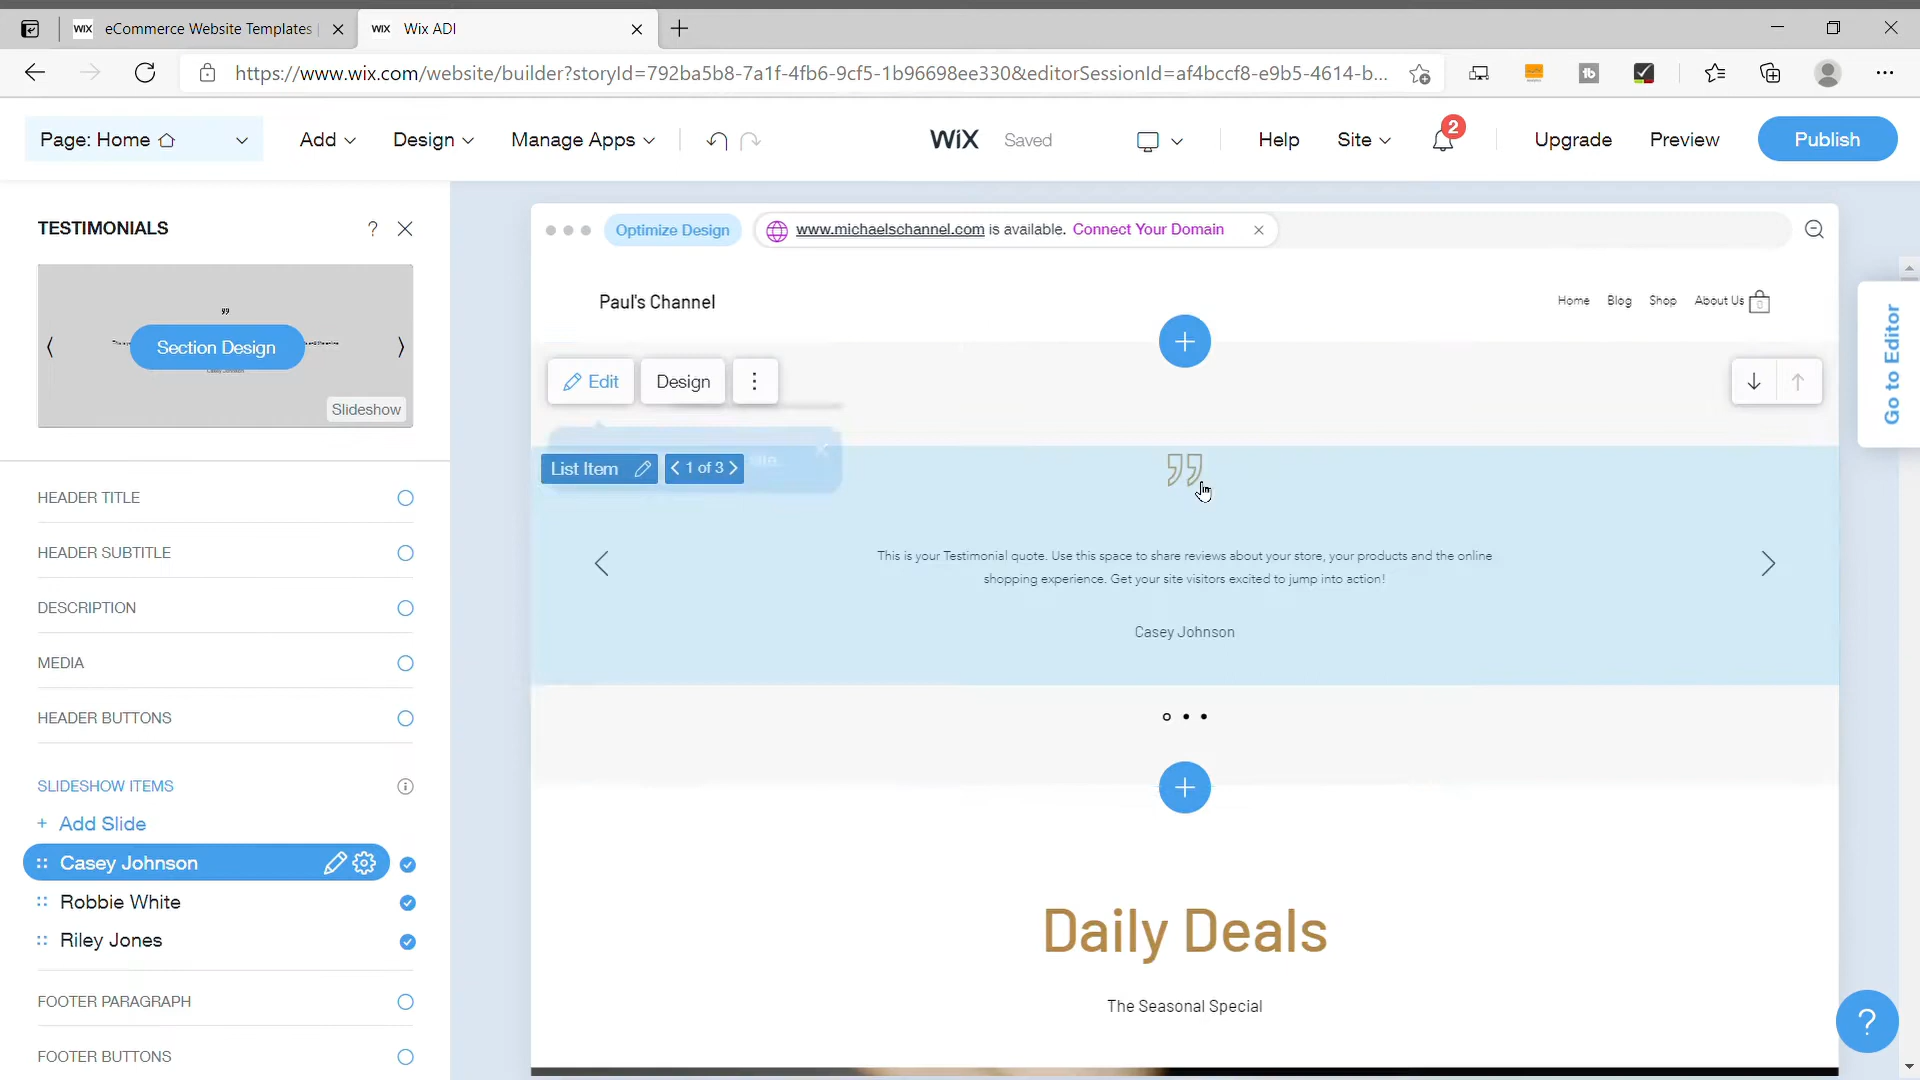 WiX eCommerce Website Templates
WiX Wix ADI
https://www.wix.com/website/builder?storyId=792ba5b8-7a1f-4fb6-9cf5-1b96698ee330&editorSessionId=af4bccf8-e9b5-4614-b...
Page: Home
Add
Design
Manage Apps
WiX
Saved
Help
Site
2
Upgrade
Preview
Publish
TESTIMONIALS
?
Section Design
Slideshow
HEADER TITLE
HEADER SUBTITLE
DESCRIPTION
MEDIA
HEADER BUTTONS
SLIDESHOW ITEMS
+ Add Slide
Casey Johnson
Robbie White
Riley Jones
FOOTER PARAGRAPH
FOOTER BUTTONS
Optimize Design
www.michaelschannel.com is available. Connect Your Domain
Go to Editor
Paul's Channel
Home Blog Shop About Us
0
Edit
Design
List Item
1 of 3
”
This is your Testimonial quote. Use this space to share reviews about your store, your products and the online
shopping experience. Get your site visitors excited to jump into action!
Casey Johnson
Daily Deals
The Seasonal Special
?